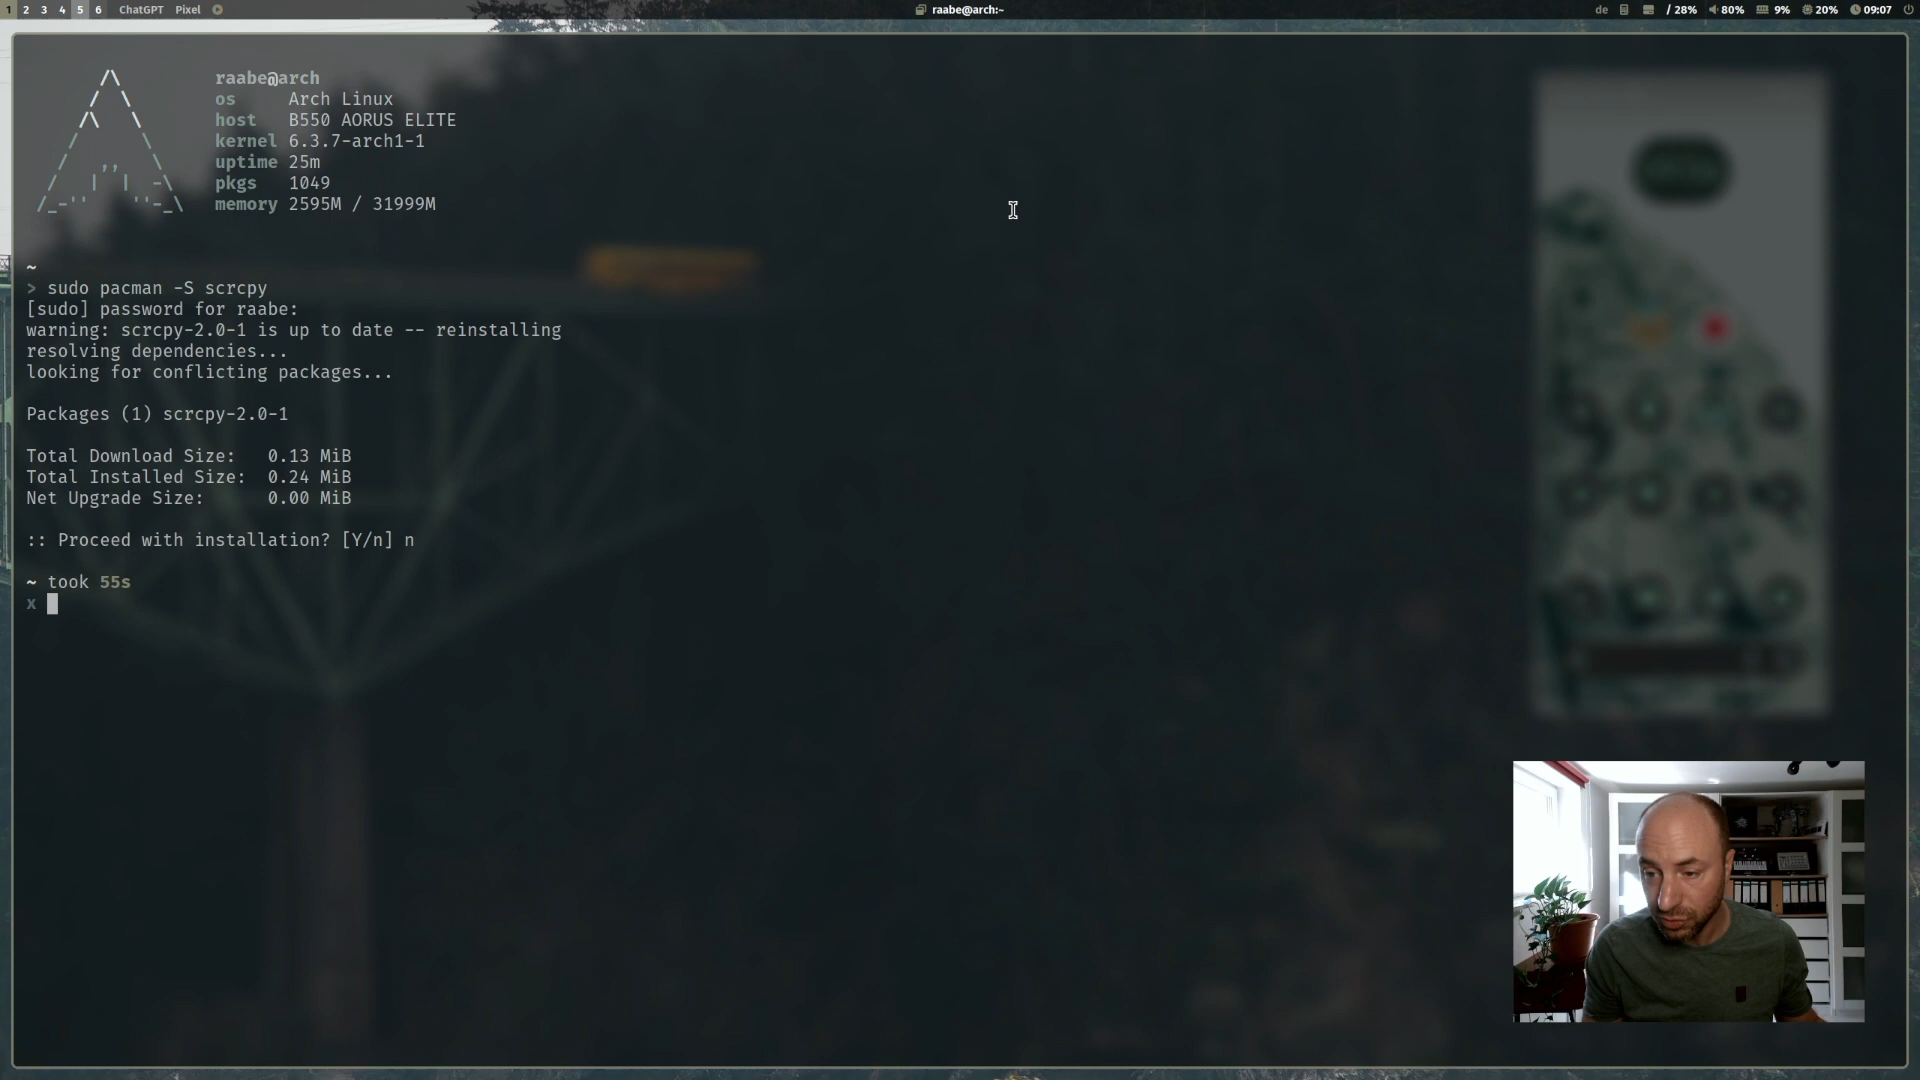 1 2 3 4 5 6 ChatGPT Pixel raabe@arch:~ de / 28% 80% 9% 20% 09:07
raabe@arch
os Arch Linux
host B550 AORUS ELITE
kernel 6.3.7-arch1-1
uptime 25m
pkgs 1049
memory 2595M / 31999M
~
> sudo pacman -S scrcpy
[sudo] password for raabe:
warning: scrcpy-2.0-1 is up to date -- reinstalling
resolving dependencies...
looking for conflicting packages...
Packages (1) scrcpy-2.0-1
Total Download Size: 0.13 MiB
Total Installed Size: 0.24 MiB
Net Upgrade Size: 0.00 MiB
:: Proceed with installation? [Y/n] n
~ took 55s
x